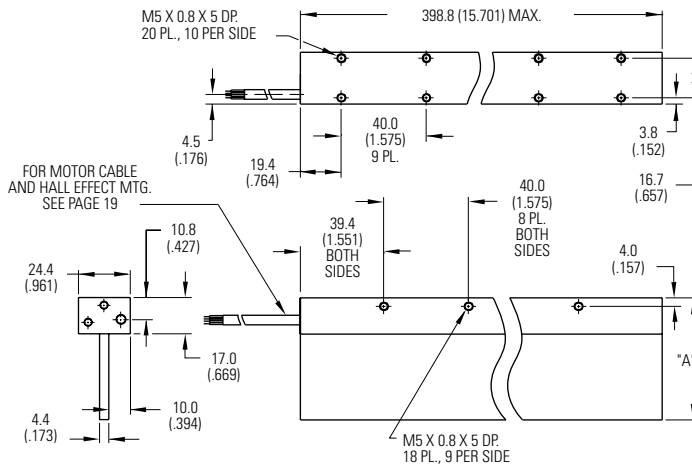 M5 X 0.8 X 5 DP.
20 PL., 10 PER SIDE
398.8 (15.701) MAX.
4.5
(.176)
19.4
(.764)
40.0
(1.575)
9 PL.
3.8
(.152)
16.7
(.657)
FOR MOTOR CABLE
AND HALL EFFECT MTG.
SEE PAGE 19
10.8
(.427)
24.4
(.961)
39.4
(1.551)
BOTH
SIDES
40.0
(1.575)
8 PL.
BOTH
SIDES
4.0
(.157)
17.0
(.669)
10.0
(.394)
4.4
(.173)
"A"
M5 X 0.8 X 5 DP.
18 PL., 9 PER SIDE